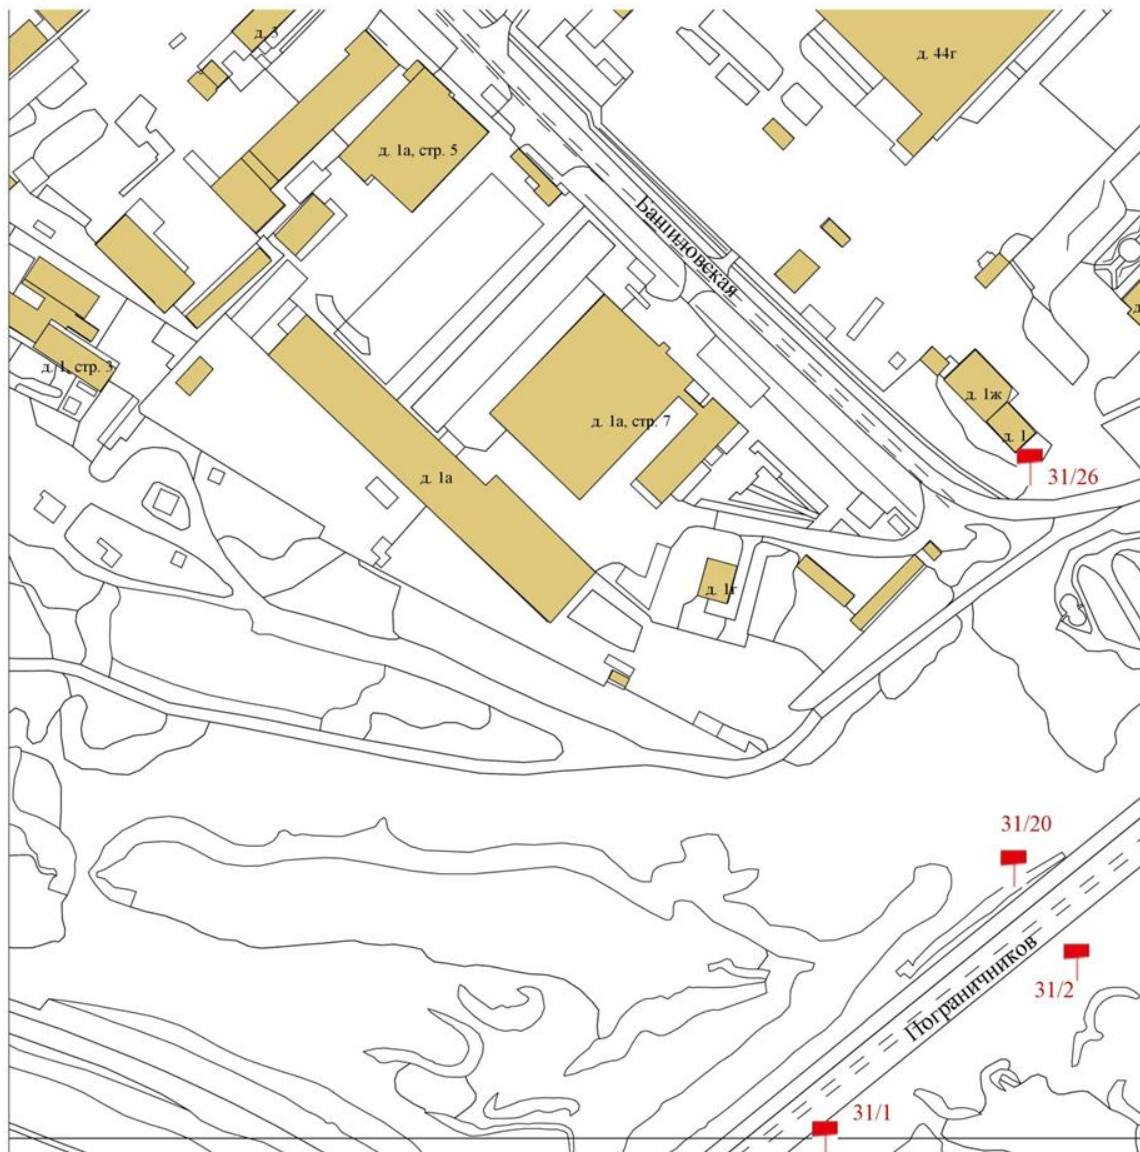 д. 3
д. 44г
д. 1а, стр. 5
Башиловская
д. 1, стр. 3
д. 1ж
д. 1а, стр. 7
д. 1
д. 1а
31/26
д. 1г
31/20
Пограничников
31/2
31/1